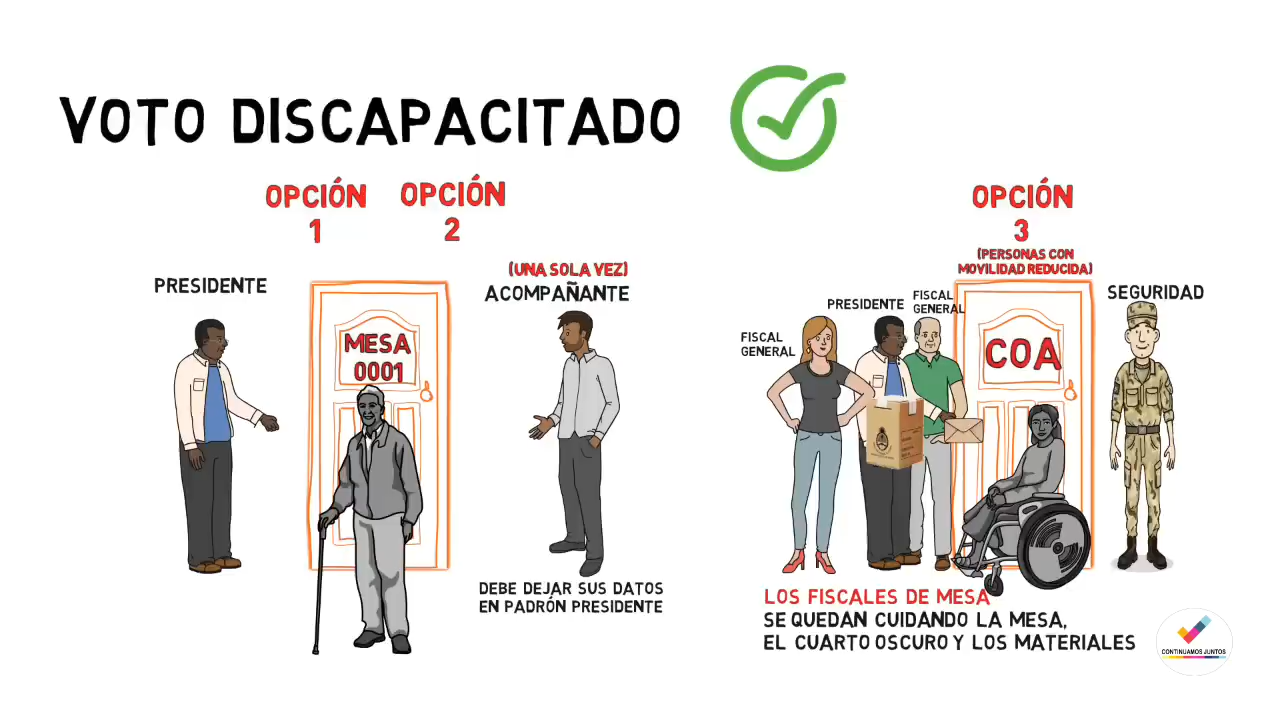 VOTO DISCAPACITADO
OPCIÓN
1
OPCIÓN
2
PRESIDENTE
MESA
0001
(UNA SOLA VEZ)
ACOMPAÑANTE
DEBE DEJAR SUS DATOS
EN PADRÓN PRESIDENTE
OPCIÓN
3
(PERSONAS CON
MOVILIDAD REDUCIDA)
FISCAL
GENERAL
PRESIDENTE
FISCAL
GENERAL
COA
SEGURIDAD
LOS FISCALES DE MESA
SE QUEDAN CUIDANDO LA MESA,
EL CUARTO OSCURO Y LOS MATERIALES
CONTINUAMOS JUNTOS